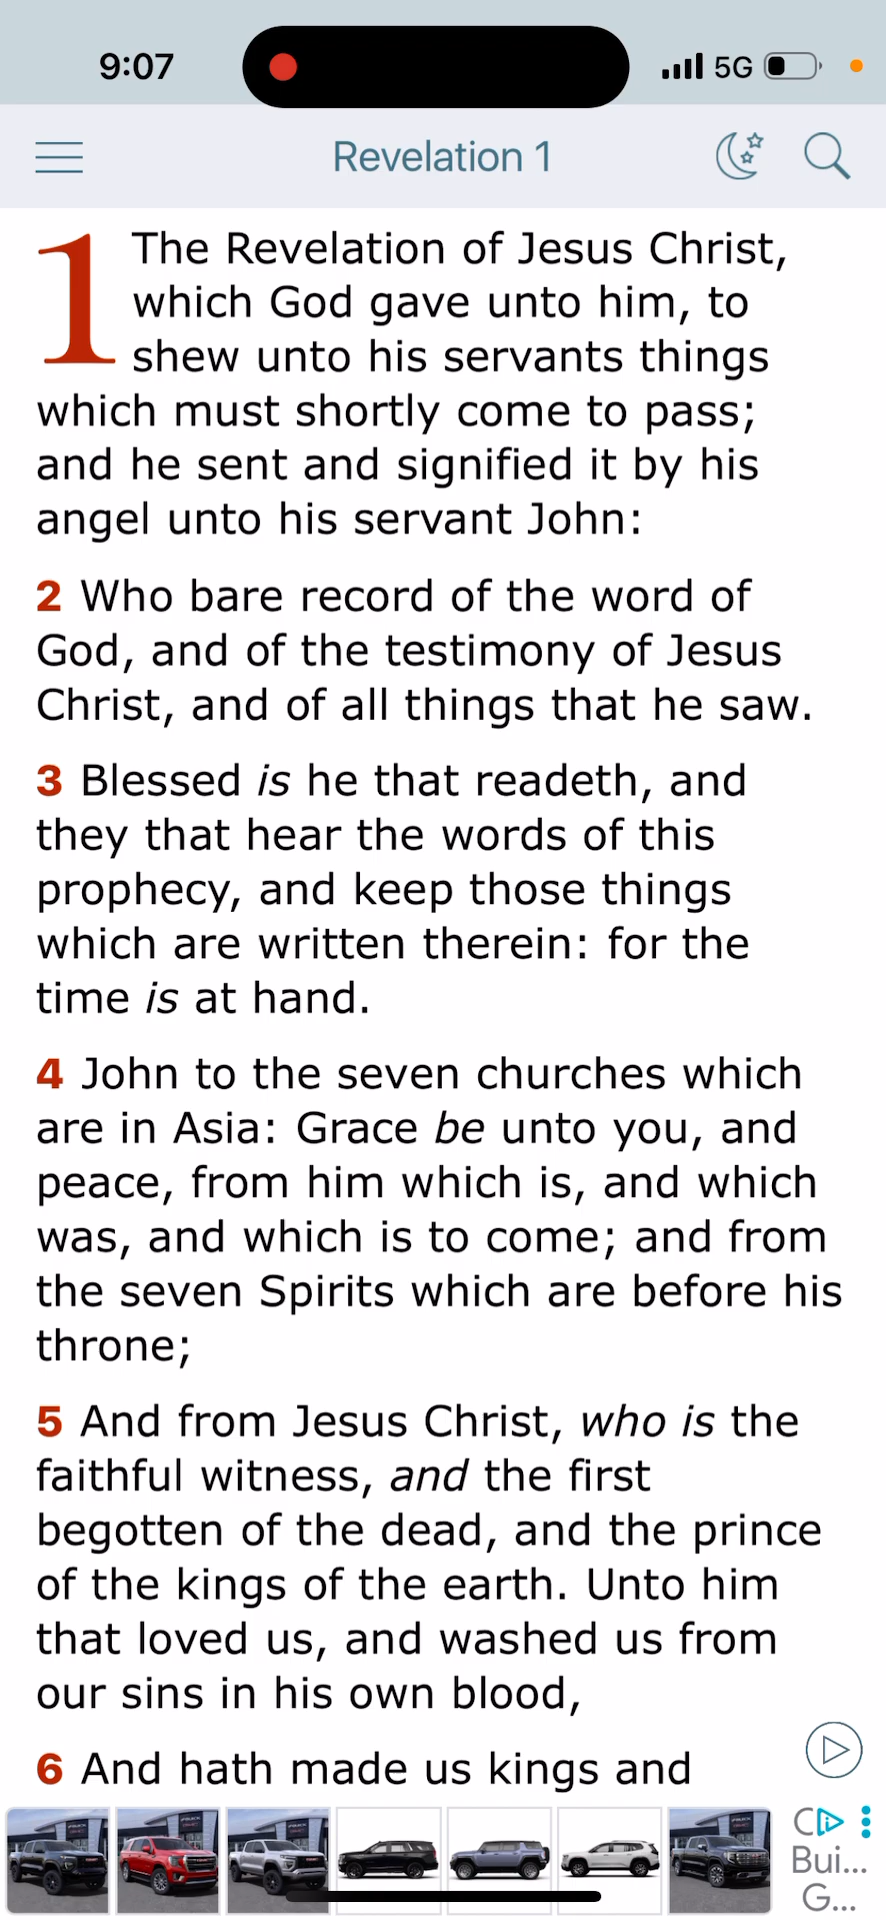 9:07
5G
Revelation 1
1 The Revelation of Jesus Christ,
which God gave unto him, to
shew unto his servants things
which must shortly come to pass;
and he sent and signified it by his
angel unto his servant John:
2 Who bare record of the word of
God, and of the testimony of Jesus
Christ, and of all things that he saw.
3 Blessed is he that readeth, and
they that hear the words of this
prophecy, and keep those things
which are written therein: for the
time is at hand.
4 John to the seven churches which
are in Asia: Grace be unto you, and
peace, from him which is, and which
was, and which is to come; and from
the seven Spirits which are before his
throne;
5 And from Jesus Christ, who is the
faithful witness, and the first
begotten of the dead, and the prince
of the kings of the earth. Unto him
that loved us, and washed us from
our sins in his own blood,
6 And hath made us kings and
Bui...
G...